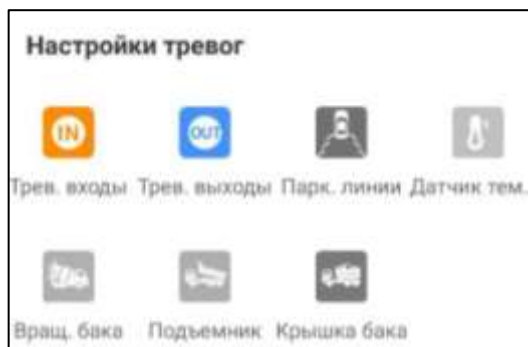 Настройки тревог
IN OUT
Трев. входы Трев. выходы Парк. линии Датчик тем.
Вращ. бака Подъемник Крышка бака